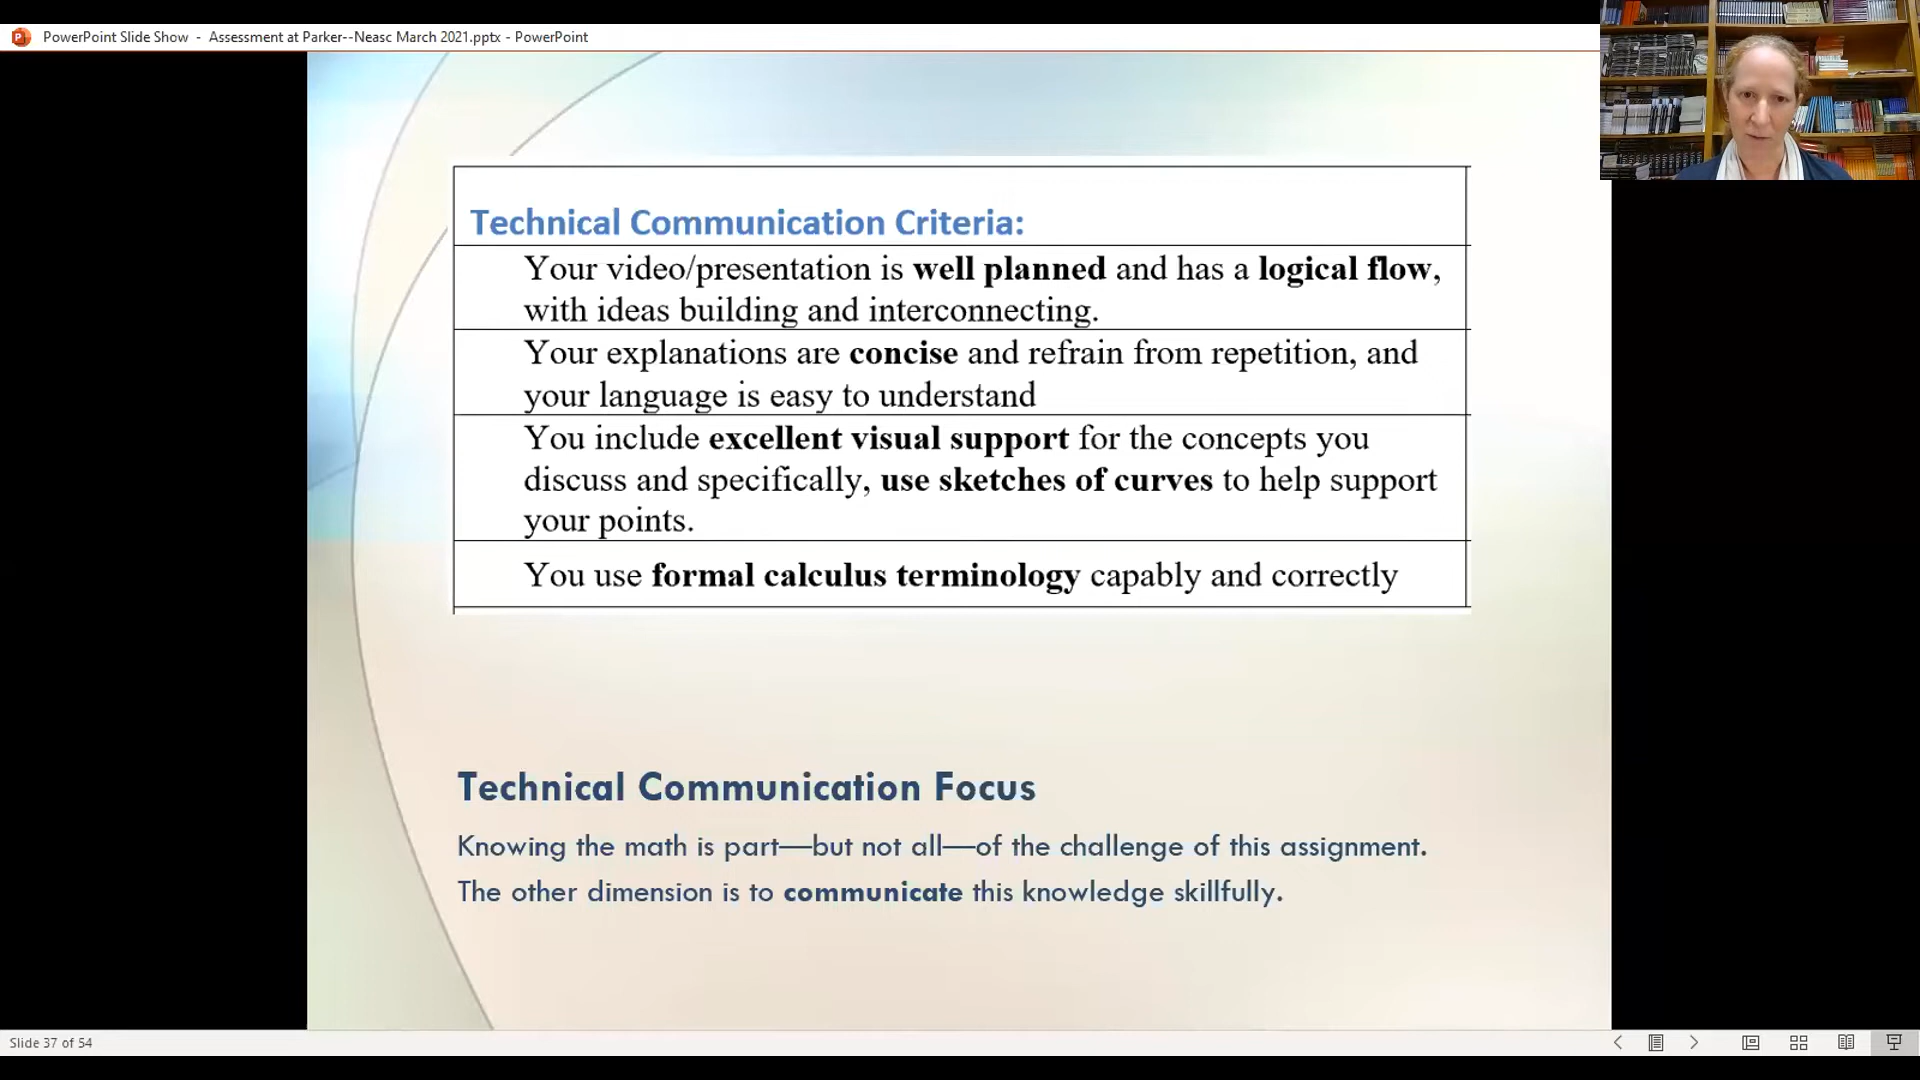 PowerPoint Slide Show - Assessment at Parker--Neasc March 2021.pptx - PowerPoint
Technical Communication Criteria:
Your video/presentation is well planned and has a logical flow,
with ideas building and interconnecting.
Your explanations are concise and refrain from repetition, and
your language is easy to understand
You include excellent visual support for the concepts you
discuss and specifically, use sketches of curves to help support
your points.
You use formal calculus terminology capably and correctly
Technical Communication Focus
Knowing the math is part—but not all—of the challenge of this assignment.
The other dimension is to communicate this knowledge skillfully.
Slide 37 of 54